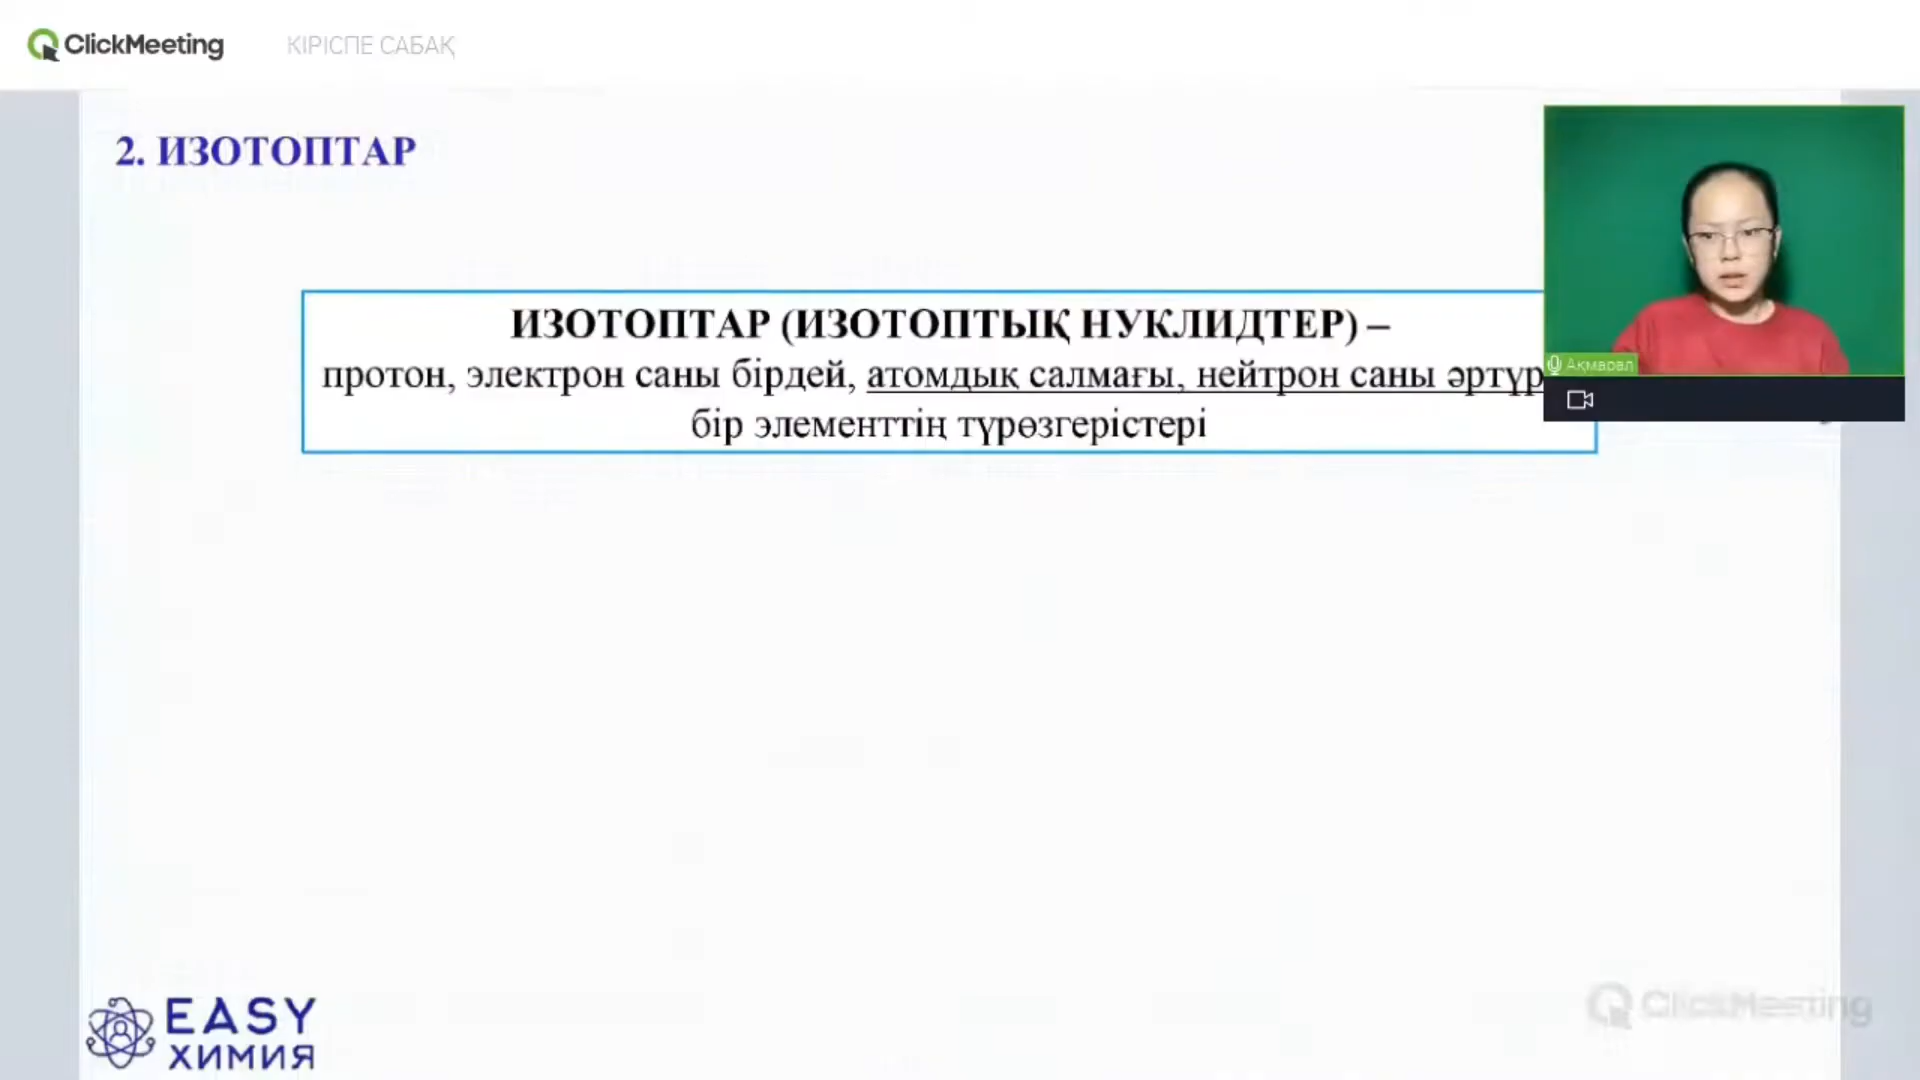 ClickMeeting
КІРІСПЕ САБАҚ
2. ИЗОТОПТАР
ИЗОТОПТАР (ИЗОТОПТЫҚ НУКЛИДТЕР) –
протон, электрон саны бірдей, атомдық салмағы, нейтрон саны әртүр
бір элементтің түрөзгерістері
Ақмарал
EASY
ХИМИЯ
ClickMeeting